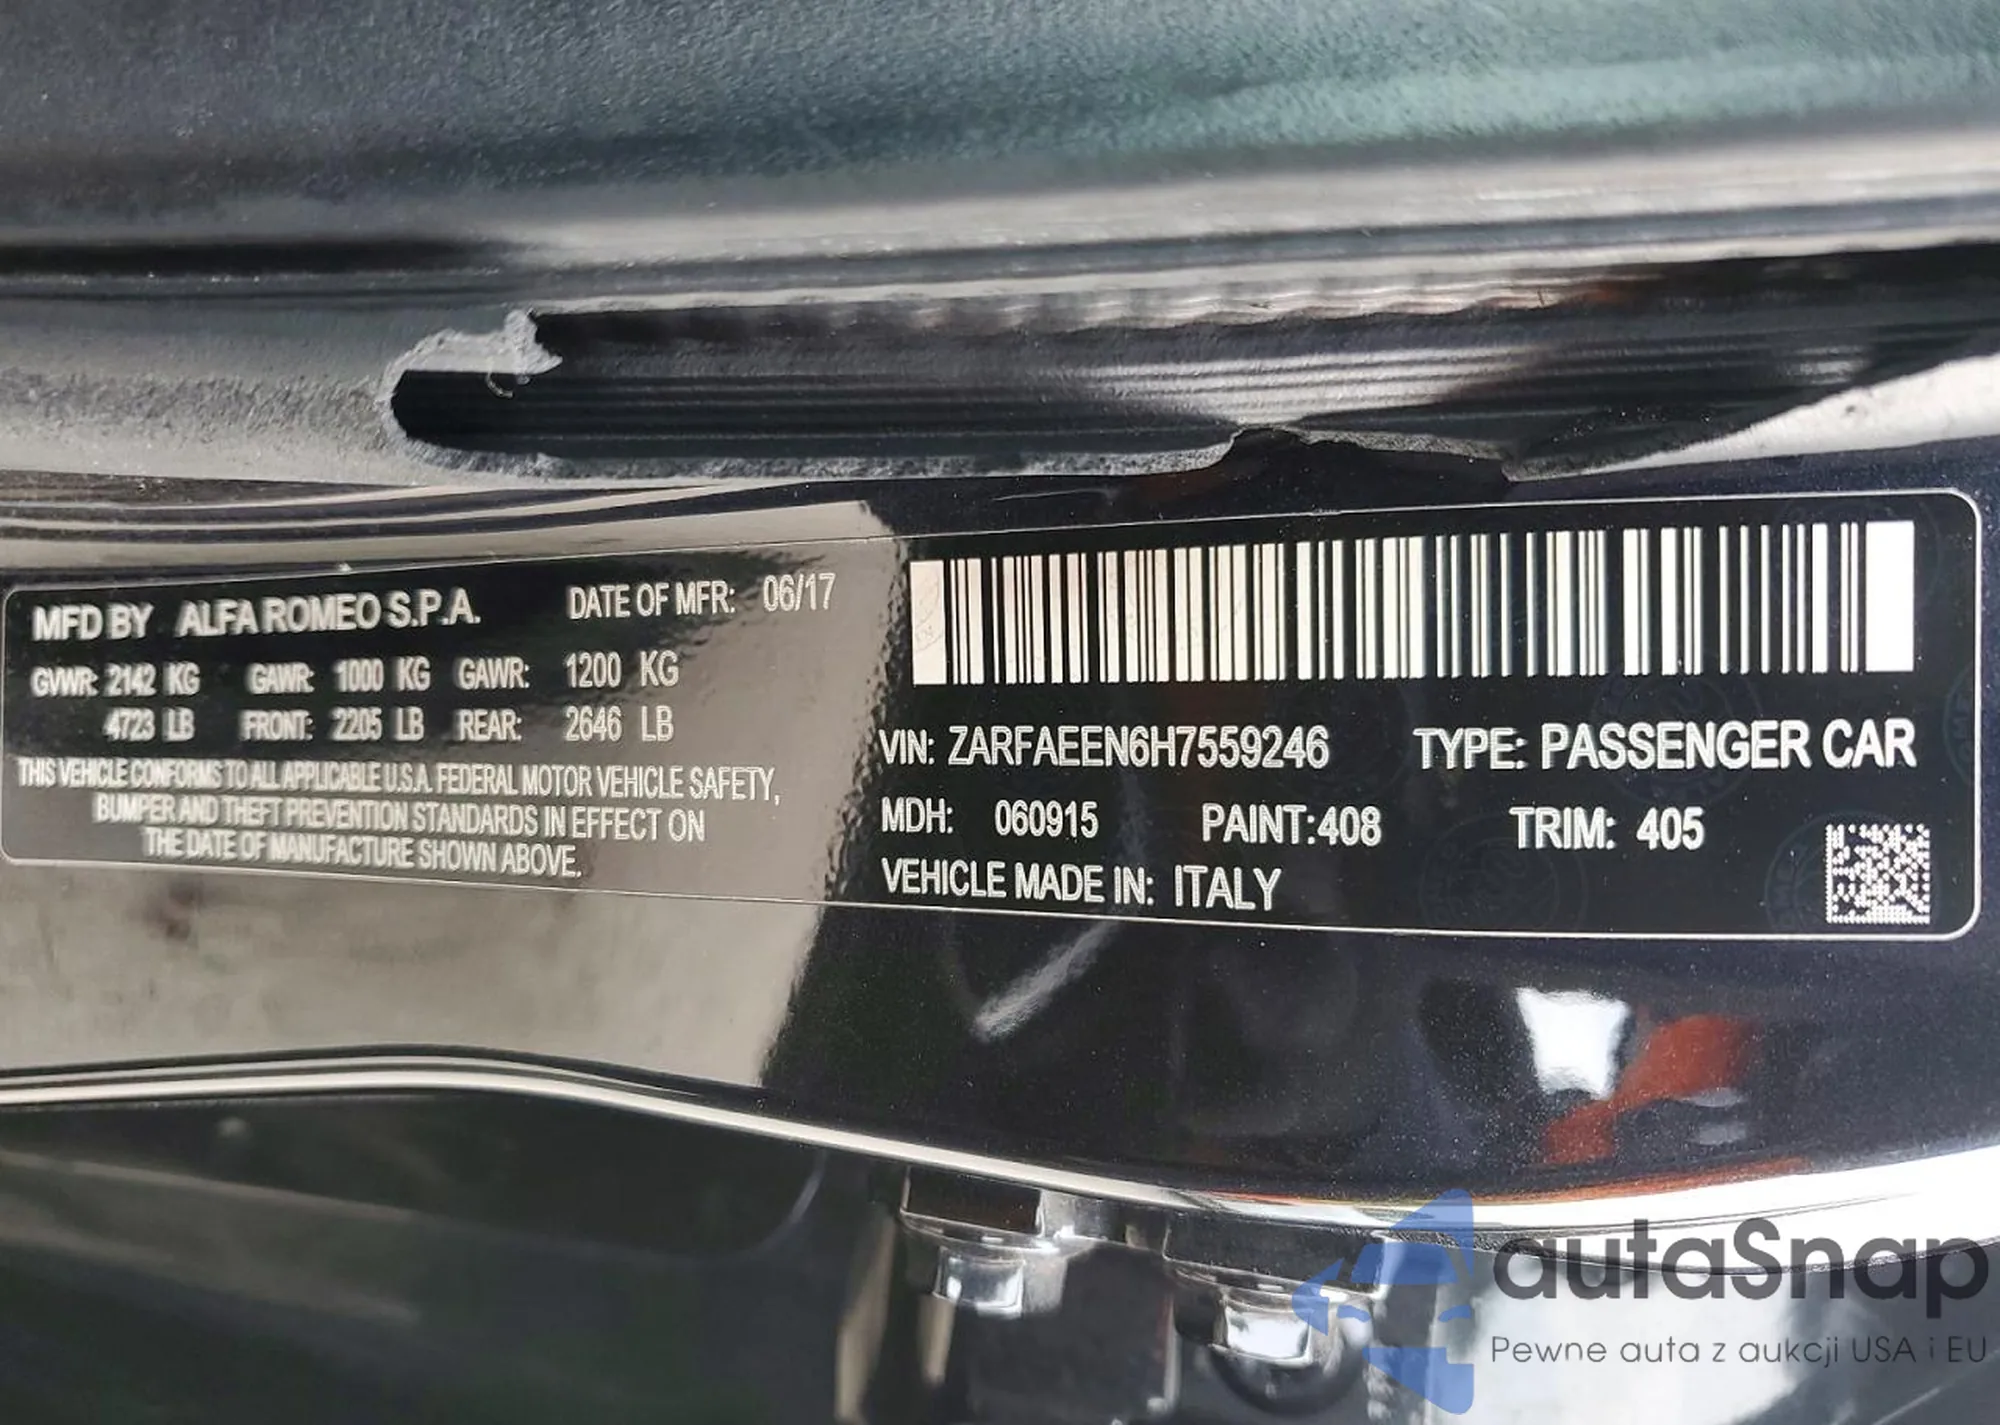 MFD BY ALFA ROMEO S.P.A. DATE OF MFR: 06/17
GVWR: 2142 KG GAWR: 1000 KG GAWR: 1200 KG
4723 LB FRONT: 2205 LB REAR: 2646 LB
THIS VEHICLE CONFORMS TO ALL APPLICABLE U.S.A. FEDERAL MOTOR VEHICLE SAFETY,
BUMPER AND THEFT PREVENTION STANDARDS IN EFFECT ON
THE DATE OF MANUFACTURE SHOWN ABOVE.
VIN: ZARFAEEN6H7559246 TYPE: PASSENGER CAR
MDH: 060915 PAINT:408 TRIM: 405
VEHICLE MADE IN: ITALY
autaSnap
Pewne auta z aukcji USA i EU